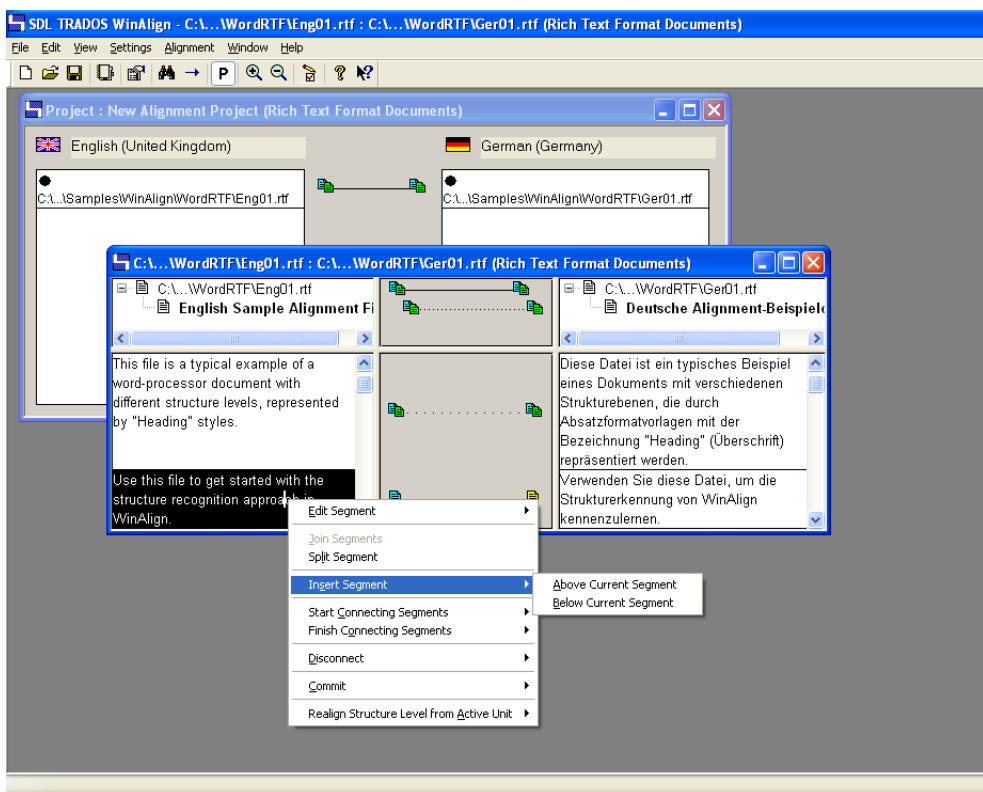 SDL TRADOS WinAlign - C:\...\WordRTF\Eng01.rtf : C:\...\WordRTF\Ger01.rtf (Rich Text Format Documents)
File Edit View Settings Alignment Window Help
P
Project : New Alignment Project (Rich Text Format Documents)
English (United Kingdom)
German (Germany)
C:\...\Samples\WinAlign\WordRTF\Eng01.rtf
C:\...\Samples\WinAlign\WordRTF\Ger01.rtf
C:\...\WordRTF\Eng01.rtf : C:\...\WordRTF\Ger01.rtf (Rich Text Format Documents)
C:\...\WordRTF\Eng01.rtf
English Sample Alignment Fi
C:\...\WordRTF\Ger01.rtf
Deutsche Alignment-Beispiel
This file is a typical example of a
word-processor document with
different structure levels, represented
by "Heading" styles.
Use this file to get started with the
structure recognition approach in
WinAlign.
Diese Datei ist ein typisches Beispiel
eines Dokuments mit verschiedenen
Strukturebenen, die durch
Absatzformatvorlagen mit der
Bezeichnung "Heading" (Überschrift)
repräsentiert werden.
Verwenden Sie diese Datei, um die
Strukturerkennung von WinAlign
kennenzulernen.
Edit Segment
Join Segments
Split Segment
Insert Segment
Above Current Segment
Below Current Segment
Start Connecting Segments
Finish Connecting Segments
Disconnect
Commit
Realign Structure Level from Active Unit